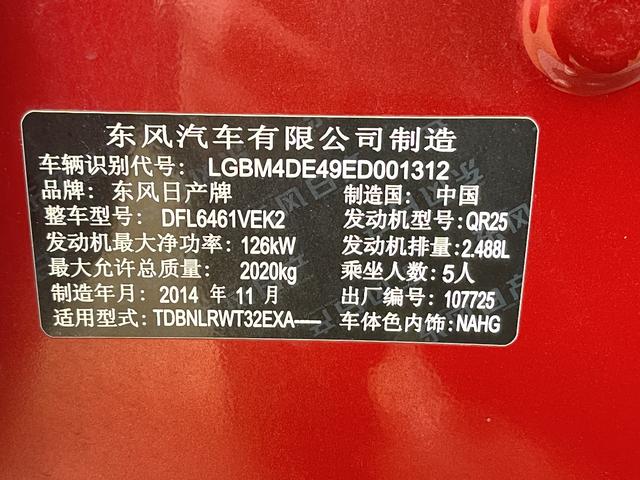 东风汽车有限公司制造
车辆识别代号: LGBM4DE49ED001312
品牌: 东风日产牌 制造国: 中国
整车型号: DFL6461VEK2 发动机型号: QR25
发动机最大净功率: 126kW 发动机排量: 2.488L
最大允许总质量: 2020kg 乘坐人数: 5人
制造年月: 2014 年 11 月 出厂编号: 107725
适用型式: TDBNLRWT32EXA----- 车体色内饰: NAHG